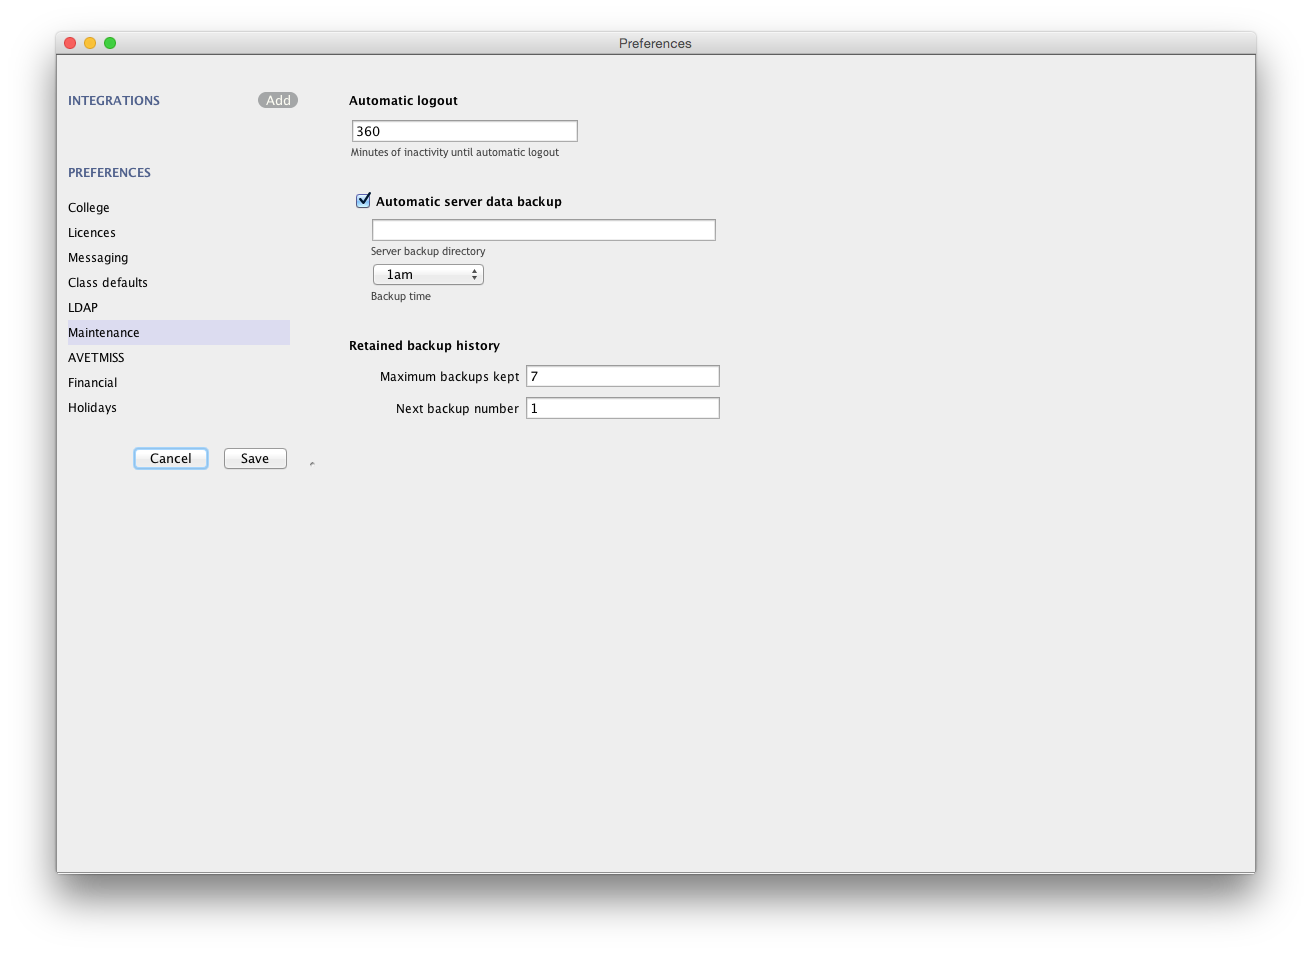 Preferences
INTEGRATIONS
Add
PREFERENCES
College
Licences
Messaging
Class defaults
LDAP
Maintenance
AVETMISS
Financial
Holidays
Cancel
Save
Automatic logout
360
Minutes of inactivity until automatic logout
Automatic server data backup
Server backup directory
1am
Backup time
Retained backup history
Maximum backups kept 7
Next backup number 1